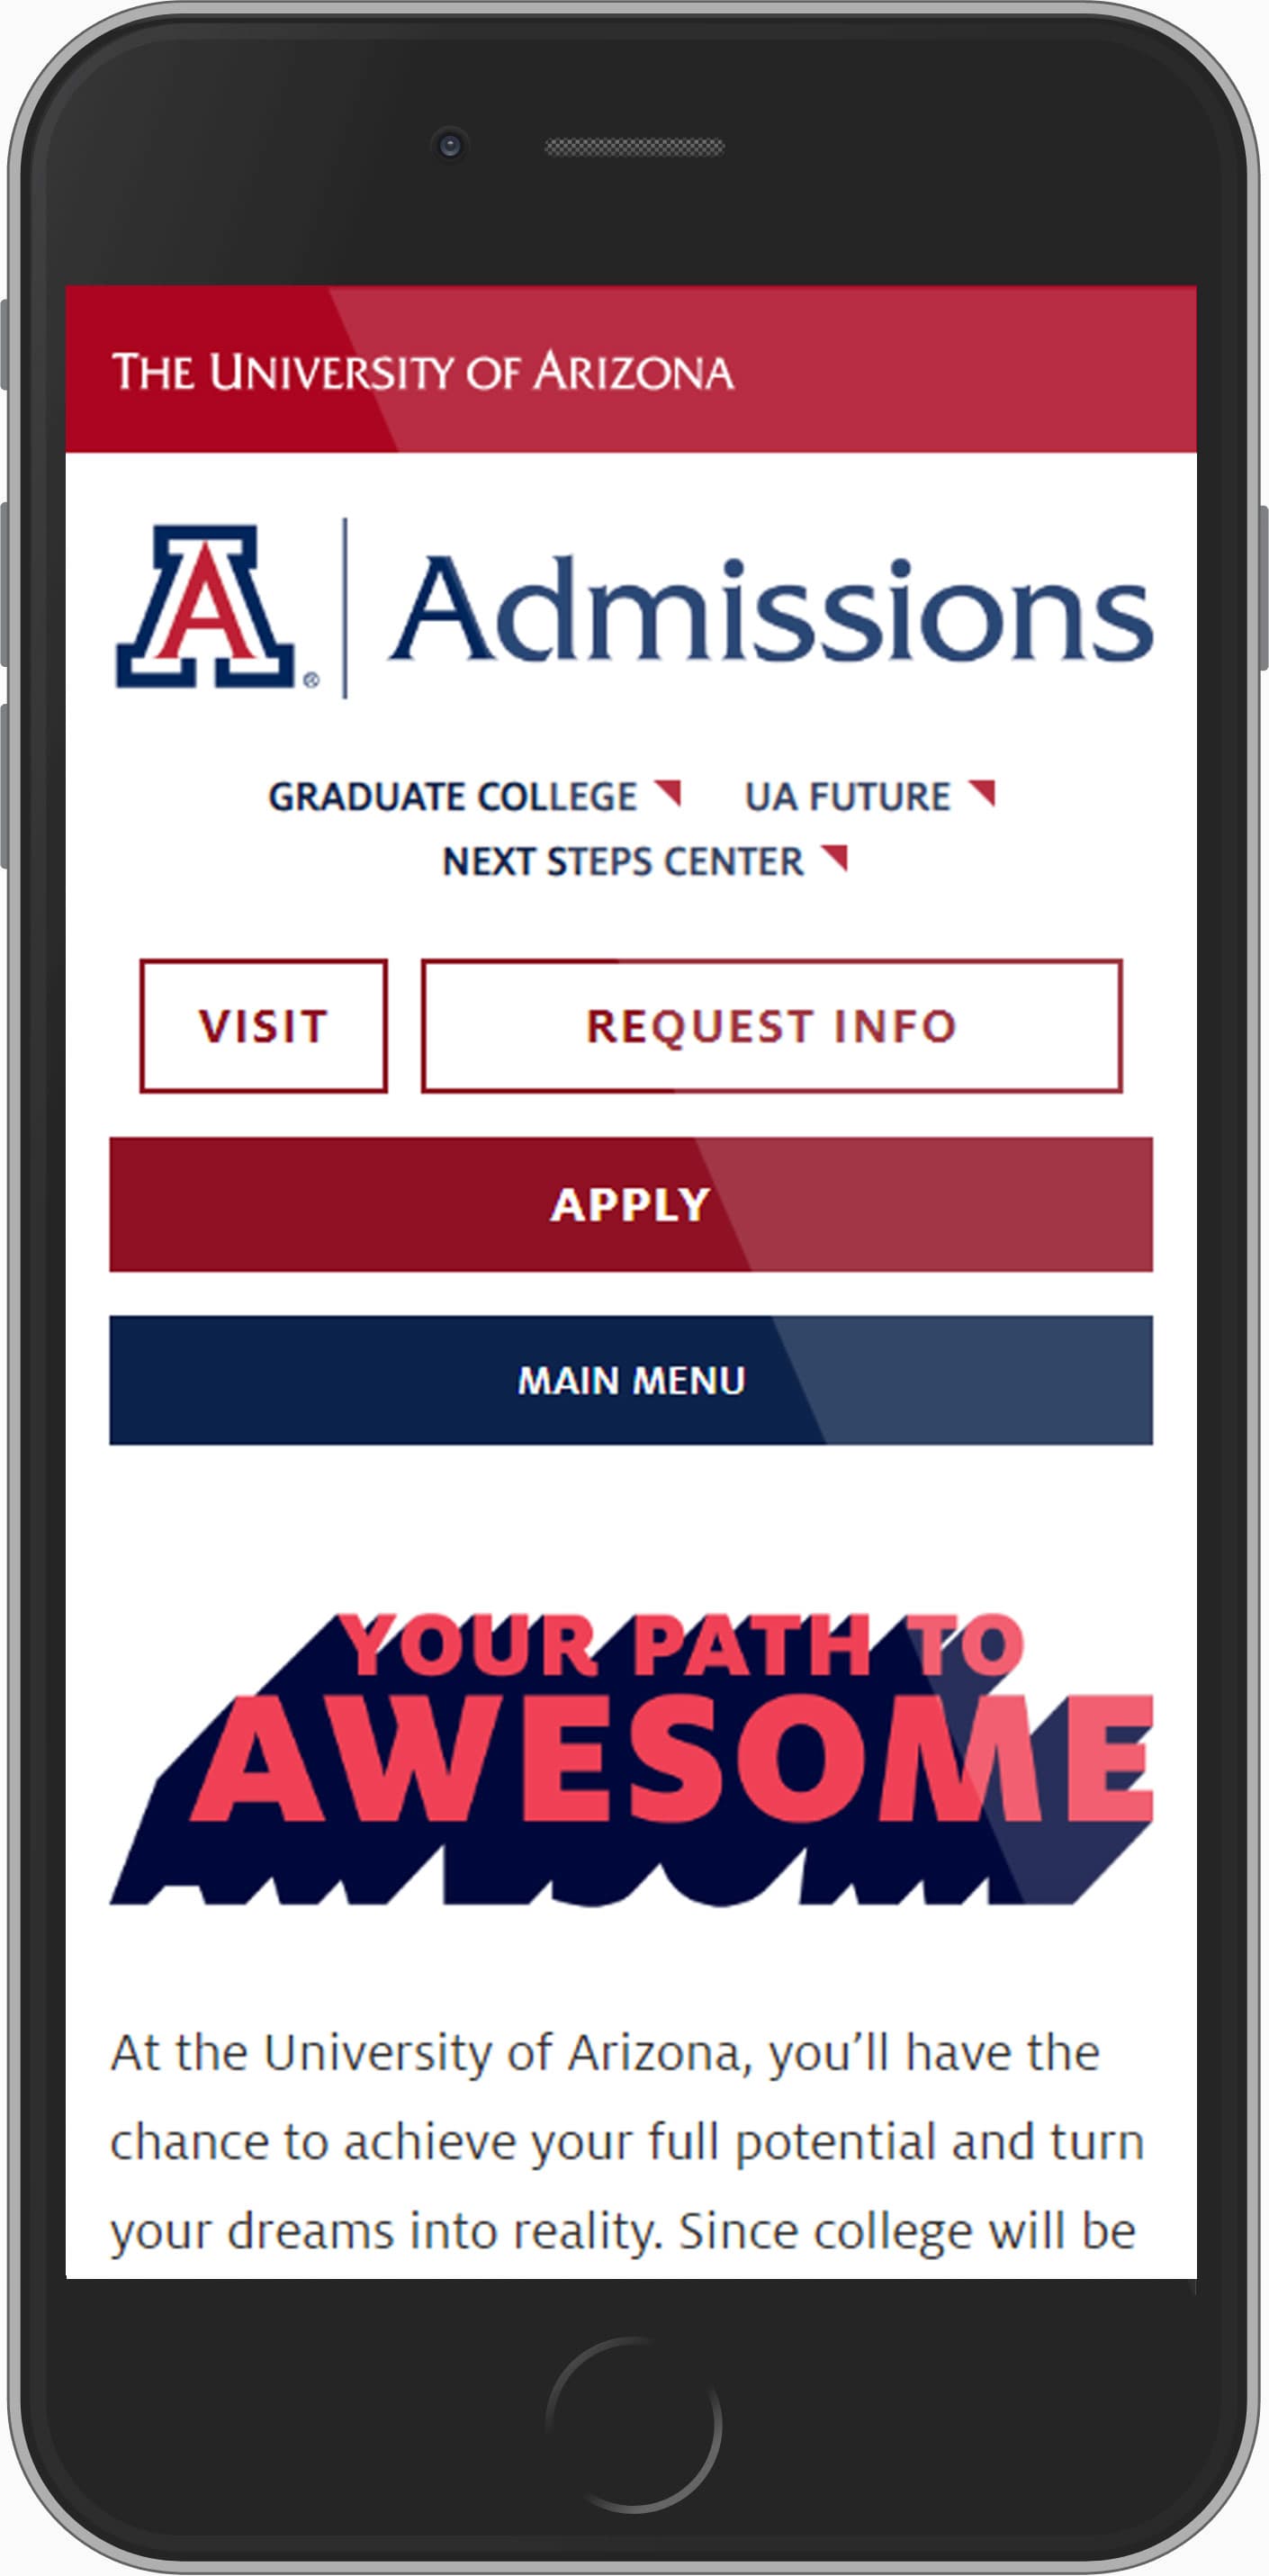 THE UNIVERSITY OF ARIZONA
A® Admissions
GRADUATE COLLEGE UA FUTURE
NEXT STEPS CENTER
VISIT REQUEST INFO
APPLY
MAIN MENU
YOUR PATH TO
AWESOME
At the University of Arizona, you’ll have the
chance to achieve your full potential and turn
your dreams into reality. Since college will be